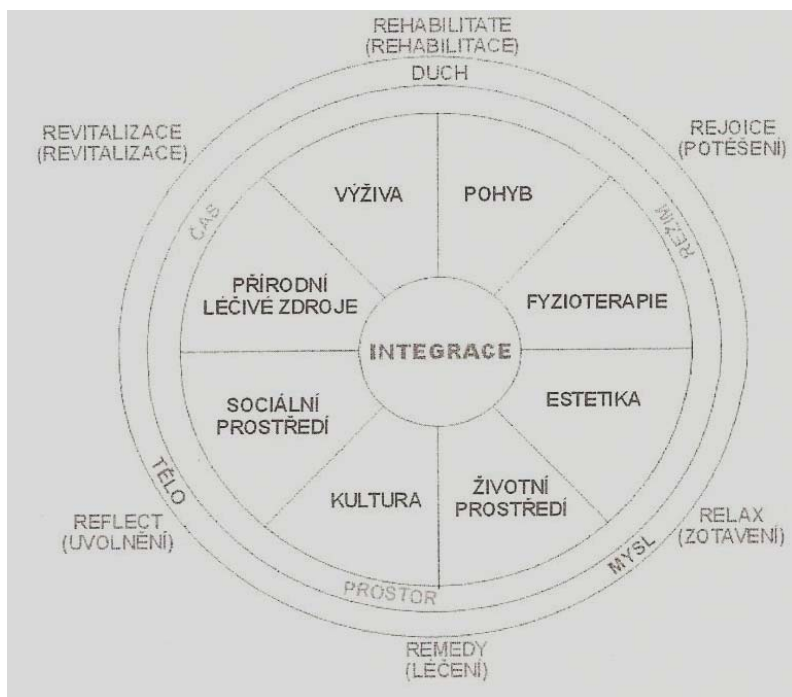 REHABILITATE
(REHABILITACE)
DUCH
REVITALIZACE
(REVITALIZACE)
REJOICE
(POTĚŠENÍ)
ČAS
REŽIM
VÝŽIVA
POHYB
PŘÍRODNÍ
LÉČIVÉ ZDROJE
FYZIOTERAPIE
INTEGRACE
SOCIÁLNÍ
PROSTŘEDÍ
ESTETIKA
KULTURA
ŽIVOTNÍ
PROSTŘEDÍ
TĚLO
MYSL
REFLECT
(UVOLNĚNÍ)
RELAX
(ZOTAVENÍ)
PROSTOR
REMEDY
(LÉČENÍ)